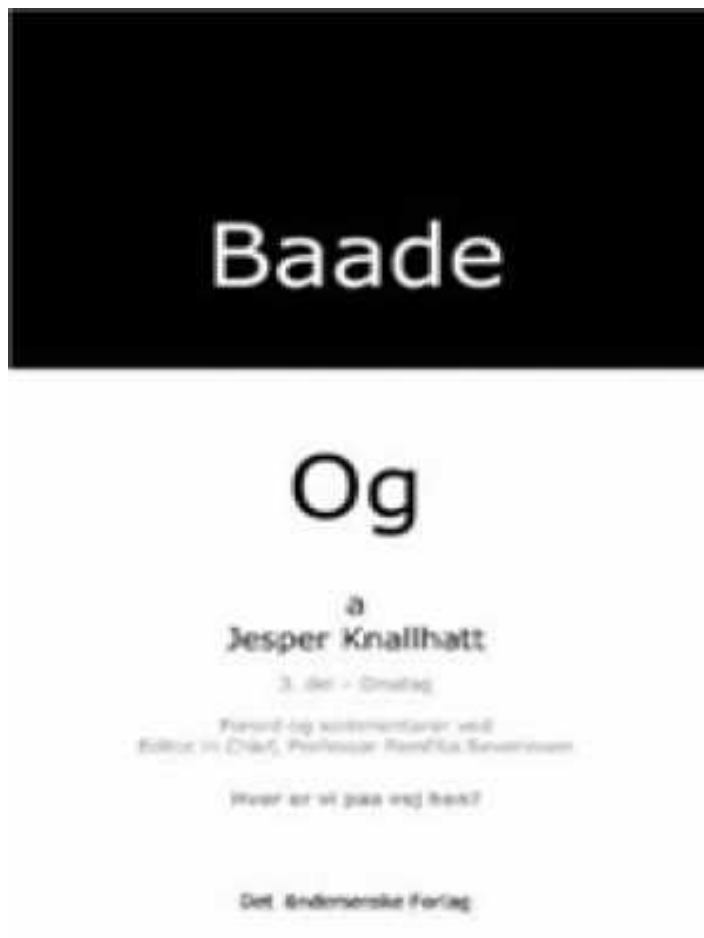 Baade
Og
a
Jesper Knallhatt
3. del - Onsdag
Forord og kommentarer ved
Editor in Chief, Professor
Hvor er vi paa vej hen?
Det Andersenske Forlag